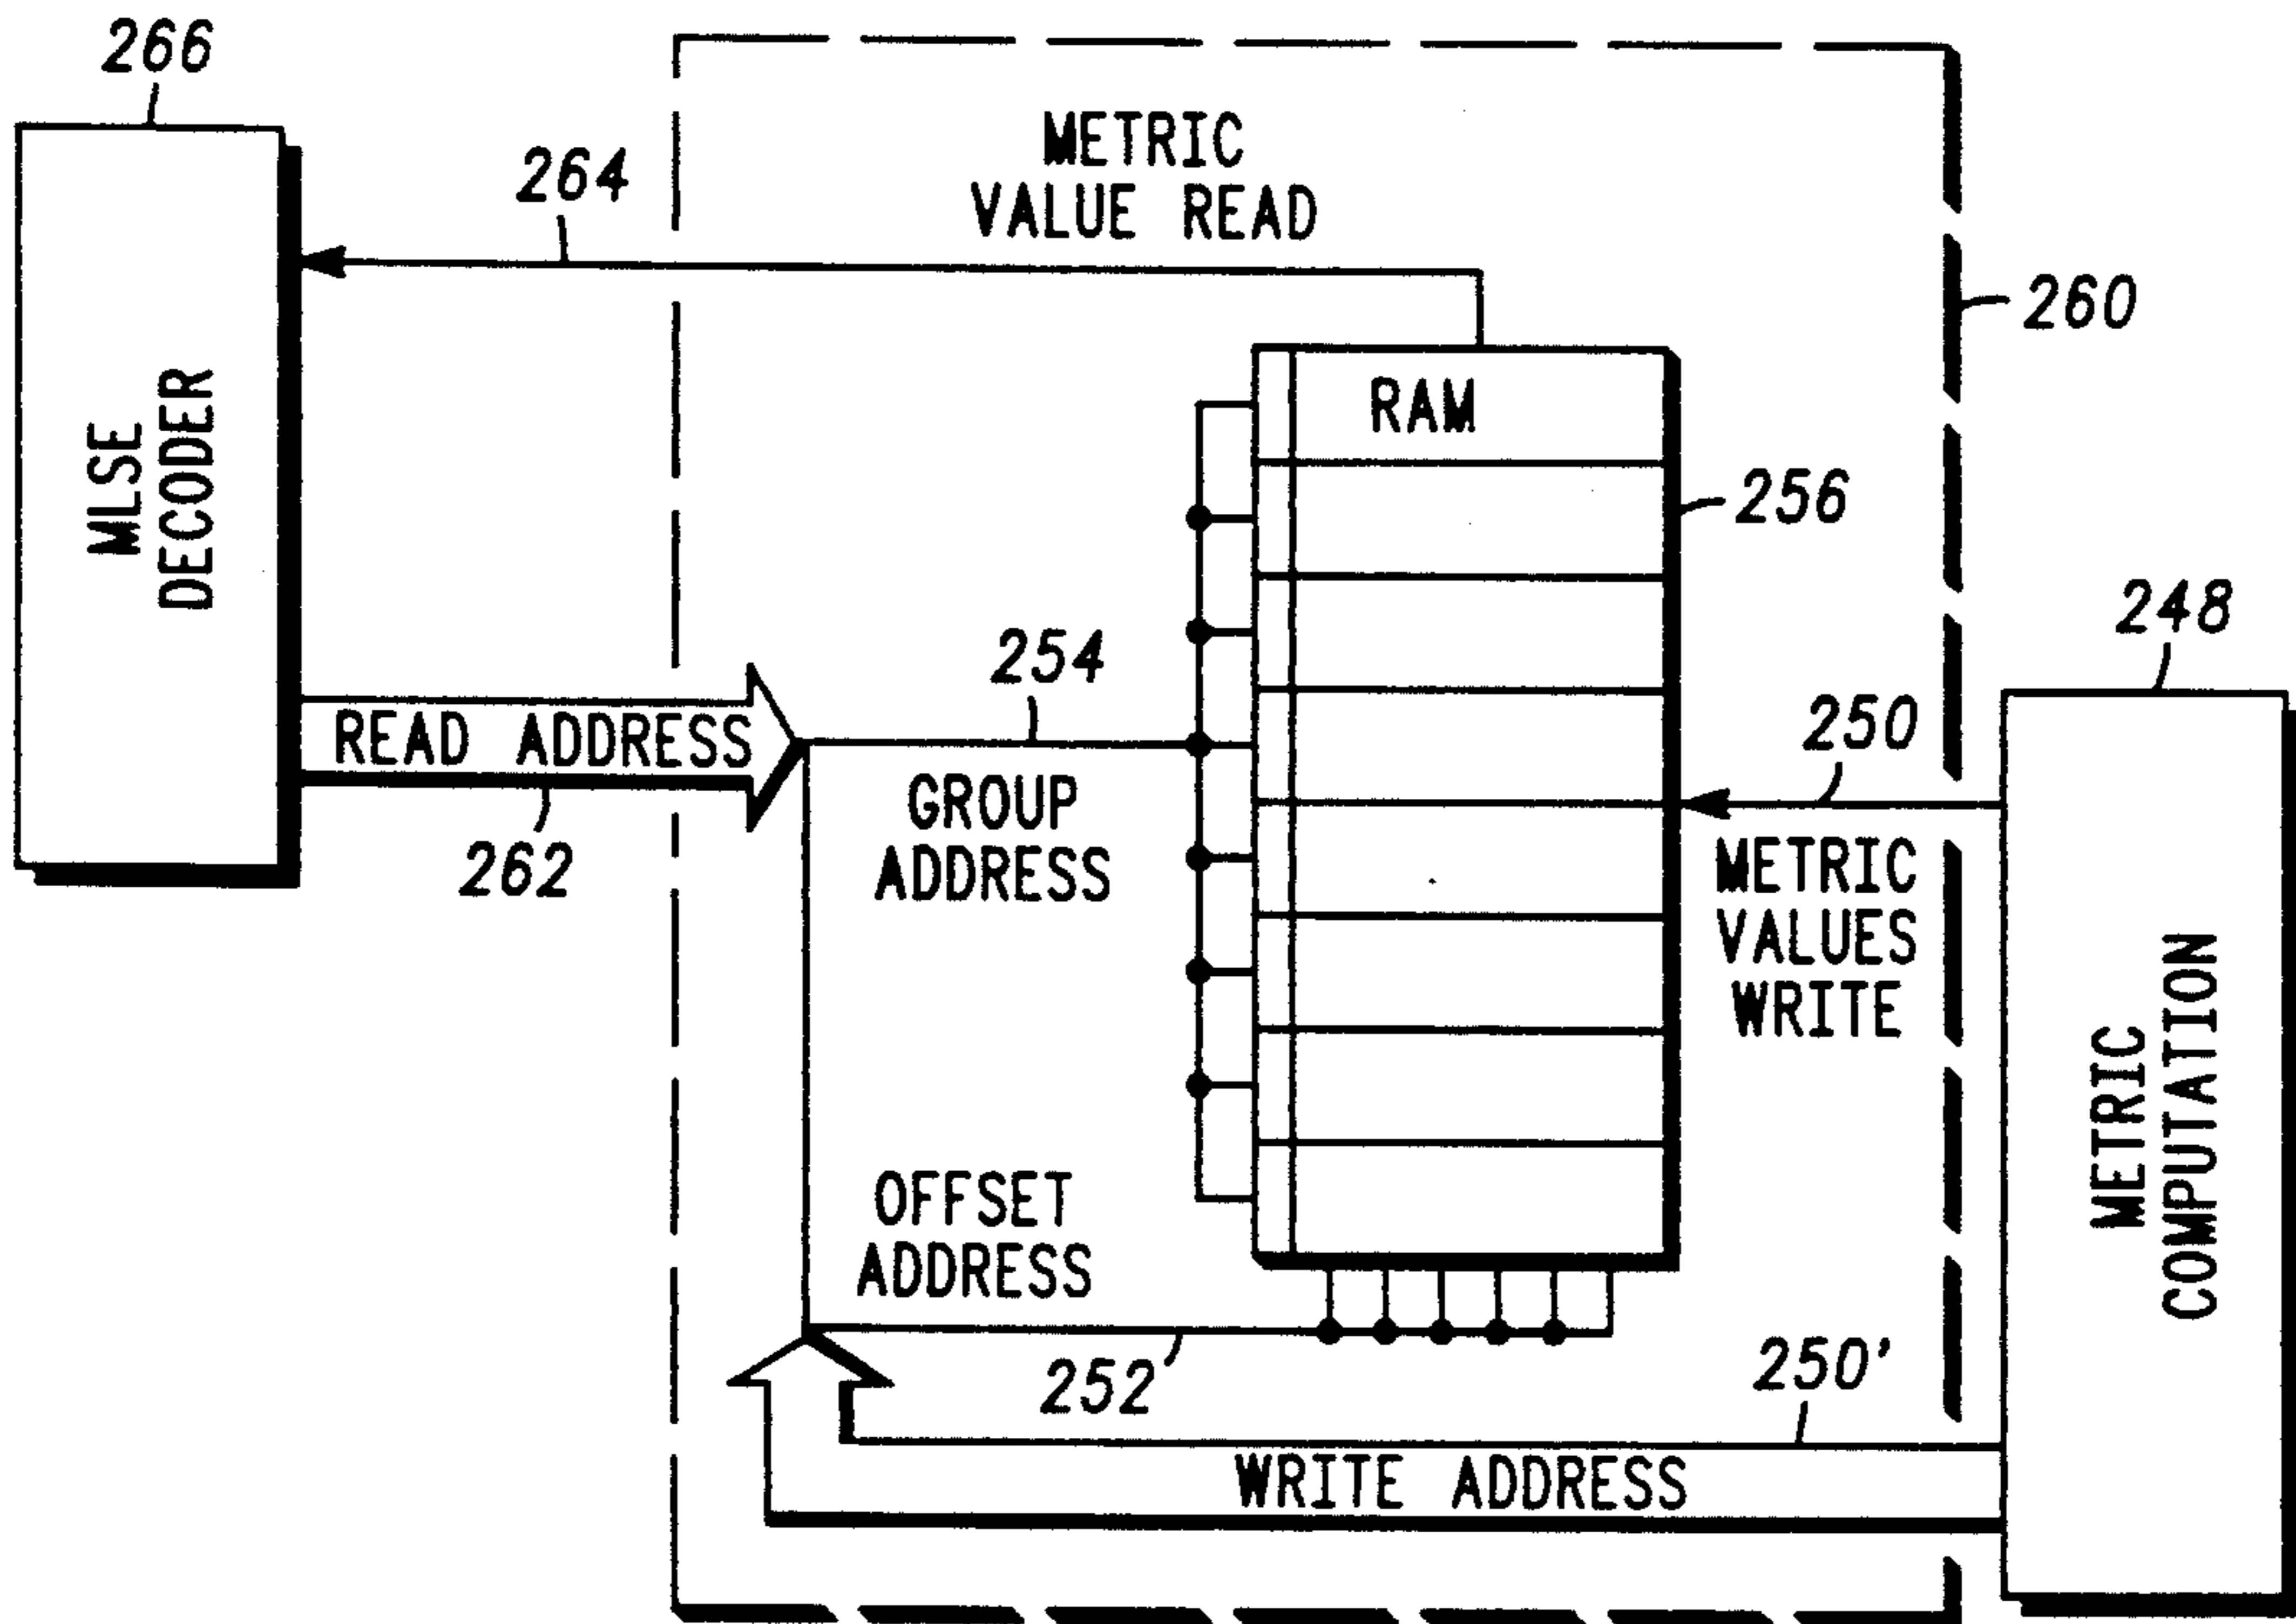 266
264
METRIC
VALUE READ
260
RAM
256
MLSE
DECODER
254
248
READ ADDRESS
250
262
GROUP
ADDRESS
METRIC
VALUES
WRITE
METRIC
COMPUTATION
OFFSET
ADDRESS
252
250'
WRITE ADDRESS